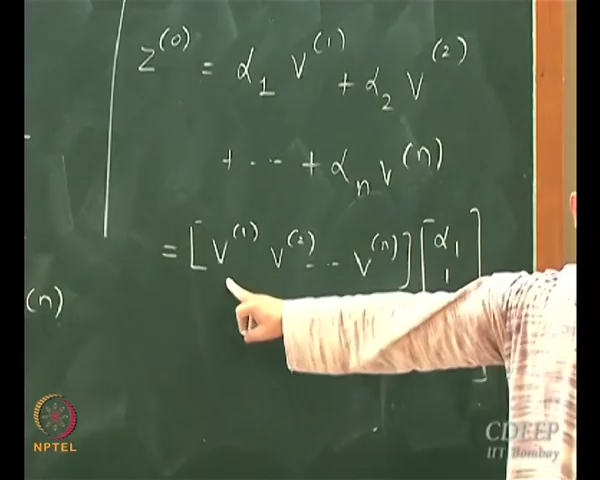 z^(0) = α_1 v^(1) + α_2 v^(2)
+ ... + α_n v^(n)
= [v^(1) v^(2) ... v^(n)] [α_1
(n)
NPTEL
CDEEP
IIT Bombay